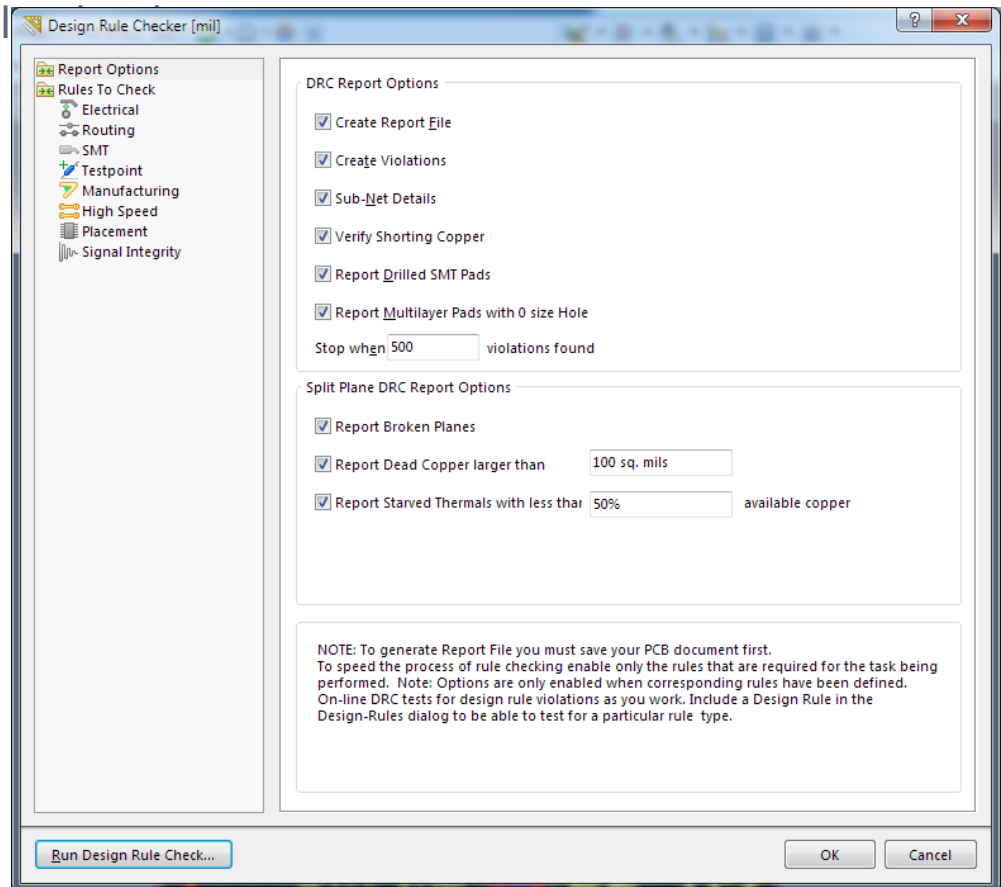 Design Rule Checker [mil]
?
X
Report Options
Rules To Check
Electrical
Routing
SMT
Testpoint
Manufacturing
High Speed
Placement
Signal Integrity
DRC Report Options
Create Report File
Create Violations
Sub-Net Details
Verify Shorting Copper
Report Drilled SMT Pads
Report Multilayer Pads with 0 size Hole
Stop when 500 violations found
Split Plane DRC Report Options
Report Broken Planes
Report Dead Copper larger than 100 sq. mils
Report Starved Thermals with less thar 50% available copper
NOTE: To generate Report File you must save your PCB document first.
To speed the process of rule checking enable only the rules that are required for the task being
performed. Note: Options are only enabled when corresponding rules have been defined.
On-line DRC tests for design rule violations as you work. Include a Design Rule in the
Design-Rules dialog to be able to test for a particular rule type.
Run Design Rule Check...
OK
Cancel